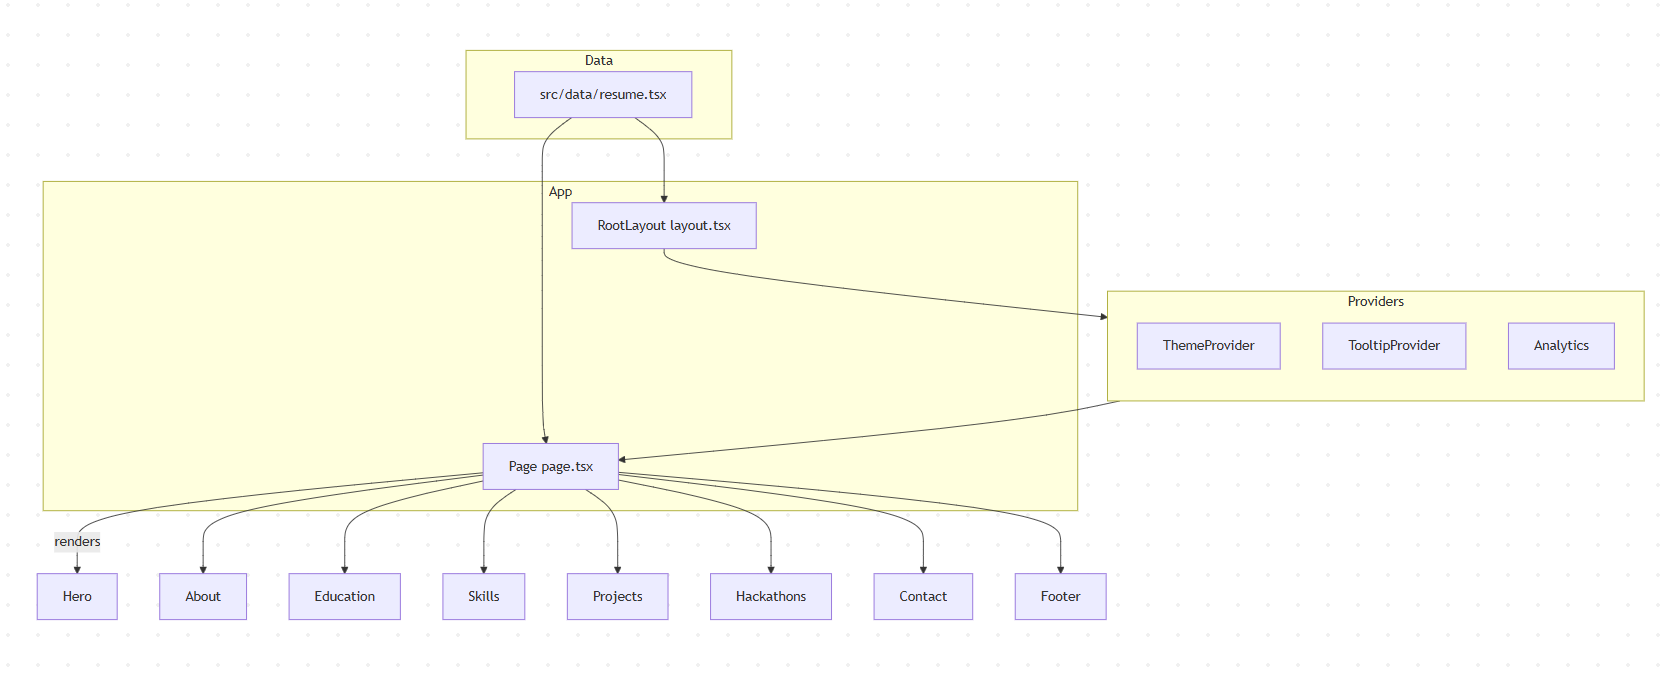 Data
src/data/resume.tsx
App
RootLayout layout.tsx
Providers
ThemeProvider
TooltipProvider
Analytics
Page page.tsx
renders
Hero
About
Education
Skills
Projects
Hackathons
Contact
Footer